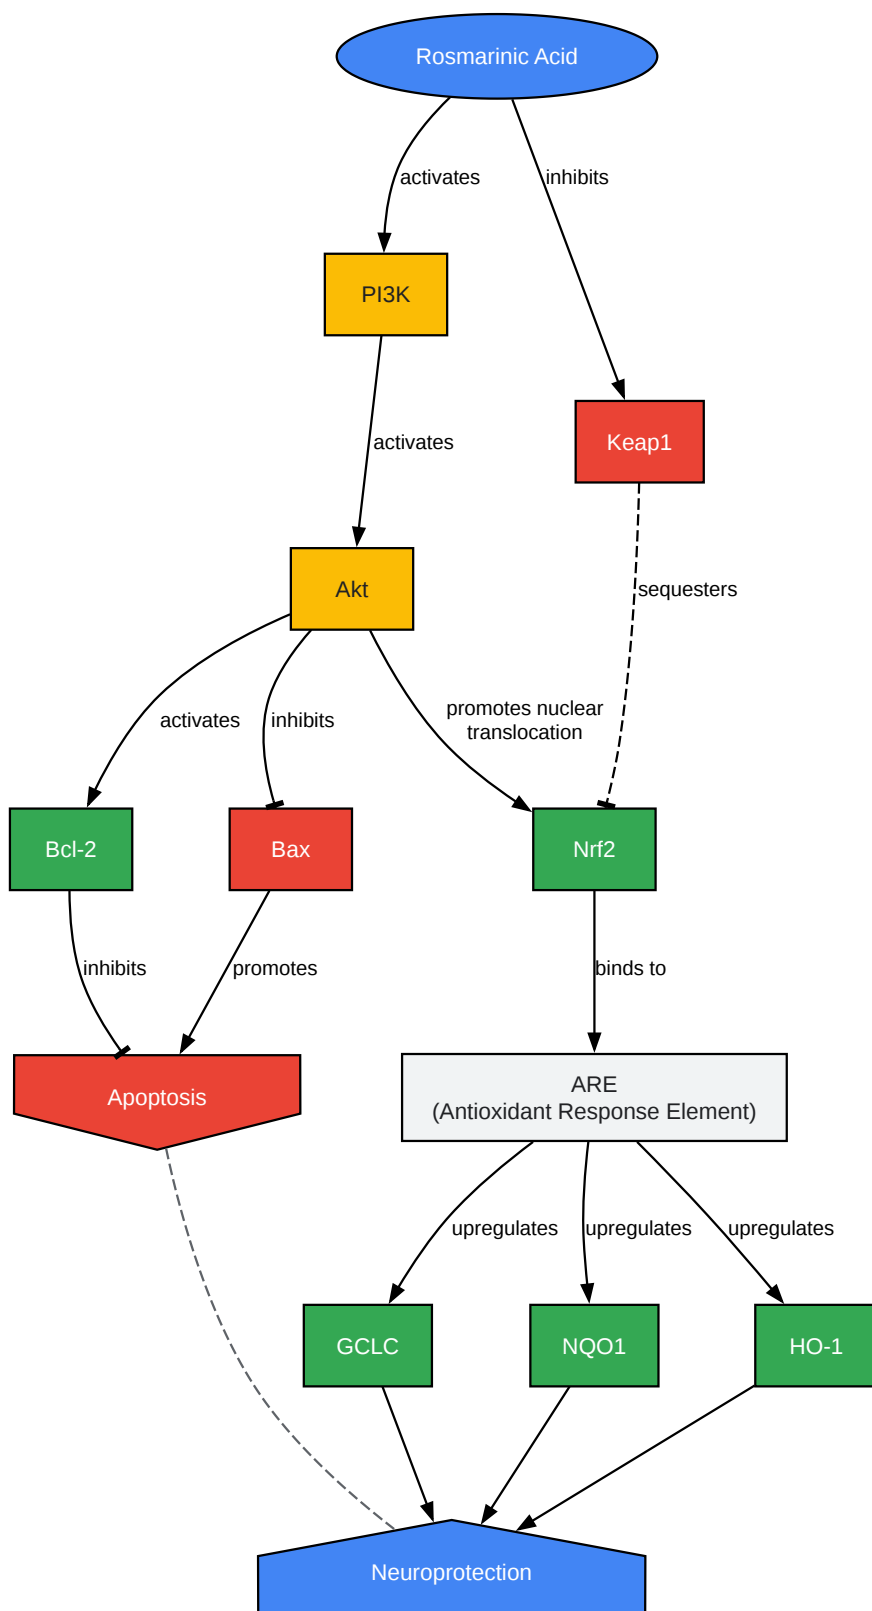 Rosmarinic Acid
activates
inhibits
PI3K
Keap1
activates
sequesters
Akt
activates
inhibits
promotes nuclear
translocation
Bcl-2
Bax
Nrf2
inhibits
promotes
binds to
Apoptosis
ARE
(Antioxidant Response Element)
upregulates
upregulates
upregulates
GCLC
NQO1
HO-1
Neuroprotection